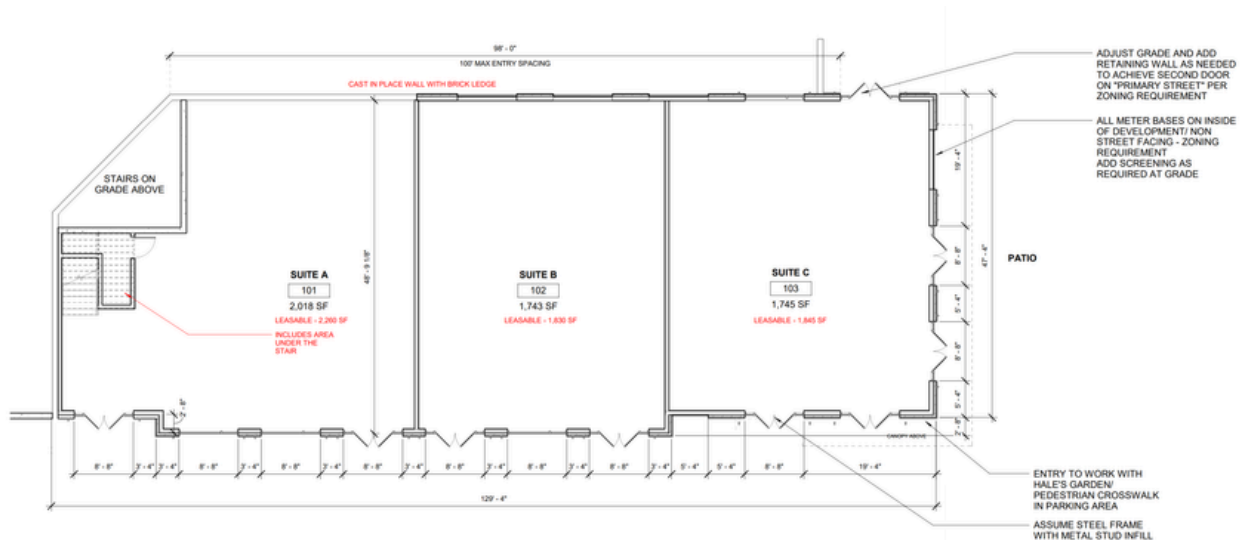 98' - 0"
100' MAX ENTRY SPACING
CAST IN PLACE WALL WITH BRICK LEDGE
ADJUST GRADE AND ADD
RETAINING WALL AS NEEDED
TO ACHIEVE SECOND DOOR
ON "PRIMARY STREET" PER
ZONING REQUIREMENT
ALL METER BASES ON INSIDE
OF DEVELOPMENT/ NON
STREET FACING - ZONING
REQUIREMENT
ADD SCREENING AS
REQUIRED AT GRADE
STAIRS ON
GRADE ABOVE
19' - 4"
48' - 9 1/8"
8' - 8"
47' - 4"
PATIO
SUITE A
101
2,018 SF
LEASABLE - 2,260 SF
INCLUDES AREA
UNDER THE
STAIR
SUITE B
102
1,743 SF
LEASABLE - 1,830 SF
SUITE C
103
1,745 SF
LEASABLE - 1,845 SF
5' - 4"
8' - 8"
5' - 4"
2' - 8"
2' - 8"
CANOPY ABOVE
8' - 8" 3' - 4" 3' - 4" 8' - 8" 3' - 4" 8' - 8" 3' - 4" 8' - 8" 3' - 4" 8' - 8" 3' - 4" 8' - 8" 3' - 4" 8' - 8" 3' - 4" 5' - 4" 5' - 4" 8' - 8" 19' - 4"
129' - 4"
ENTRY TO WORK WITH
HALE'S GARDEN/
PEDESTRIAN CROSSWALK
IN PARKING AREA
ASSUME STEEL FRAME
WITH METAL STUD INFILL